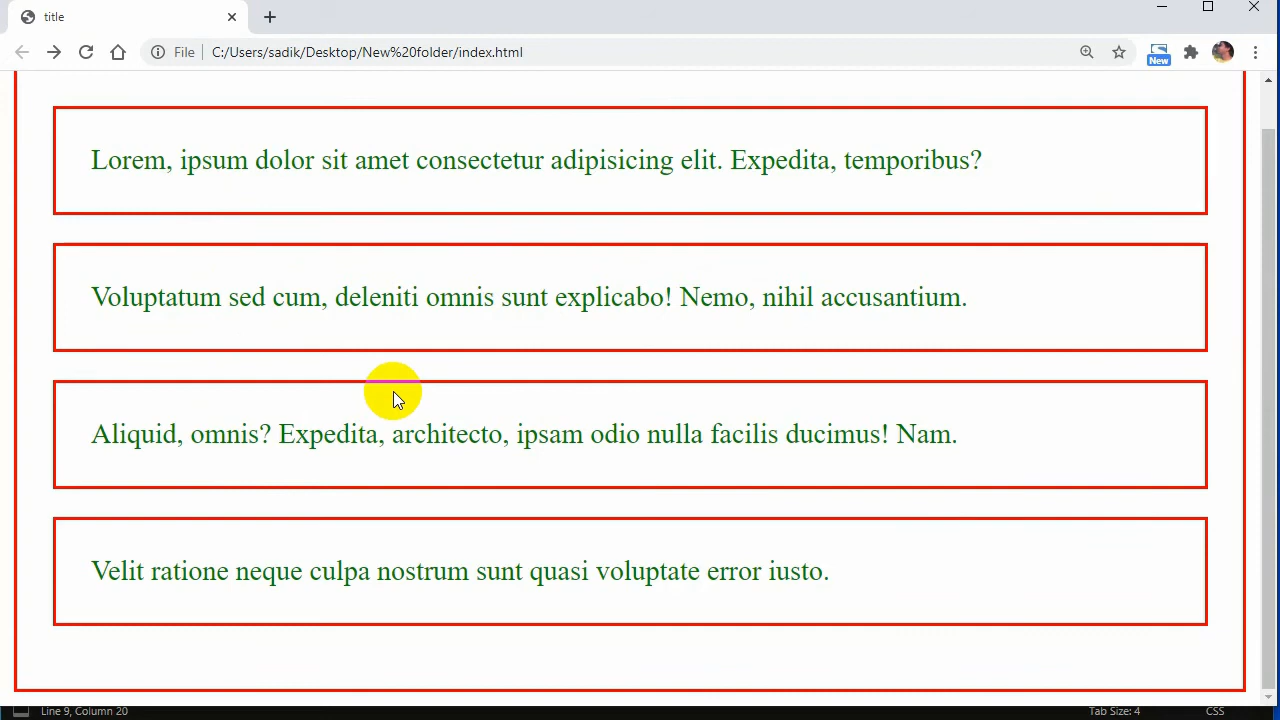 title
File
C:/Users/sadik/Desktop/New%20folder/index.html
New
Lorem, ipsum dolor sit amet consectetur adipisicing elit. Expedita, temporibus?
Voluptatum sed cum, deleniti omnis sunt explicabo! Nemo, nihil accusantium.
Aliquid, omnis? Expedita, architecto, ipsam odio nulla facilis ducimus! Nam.
Velit ratione neque culpa nostrum sunt quasi voluptate error iusto.
Line 9, Column 20
Tab Size: 4
CSS